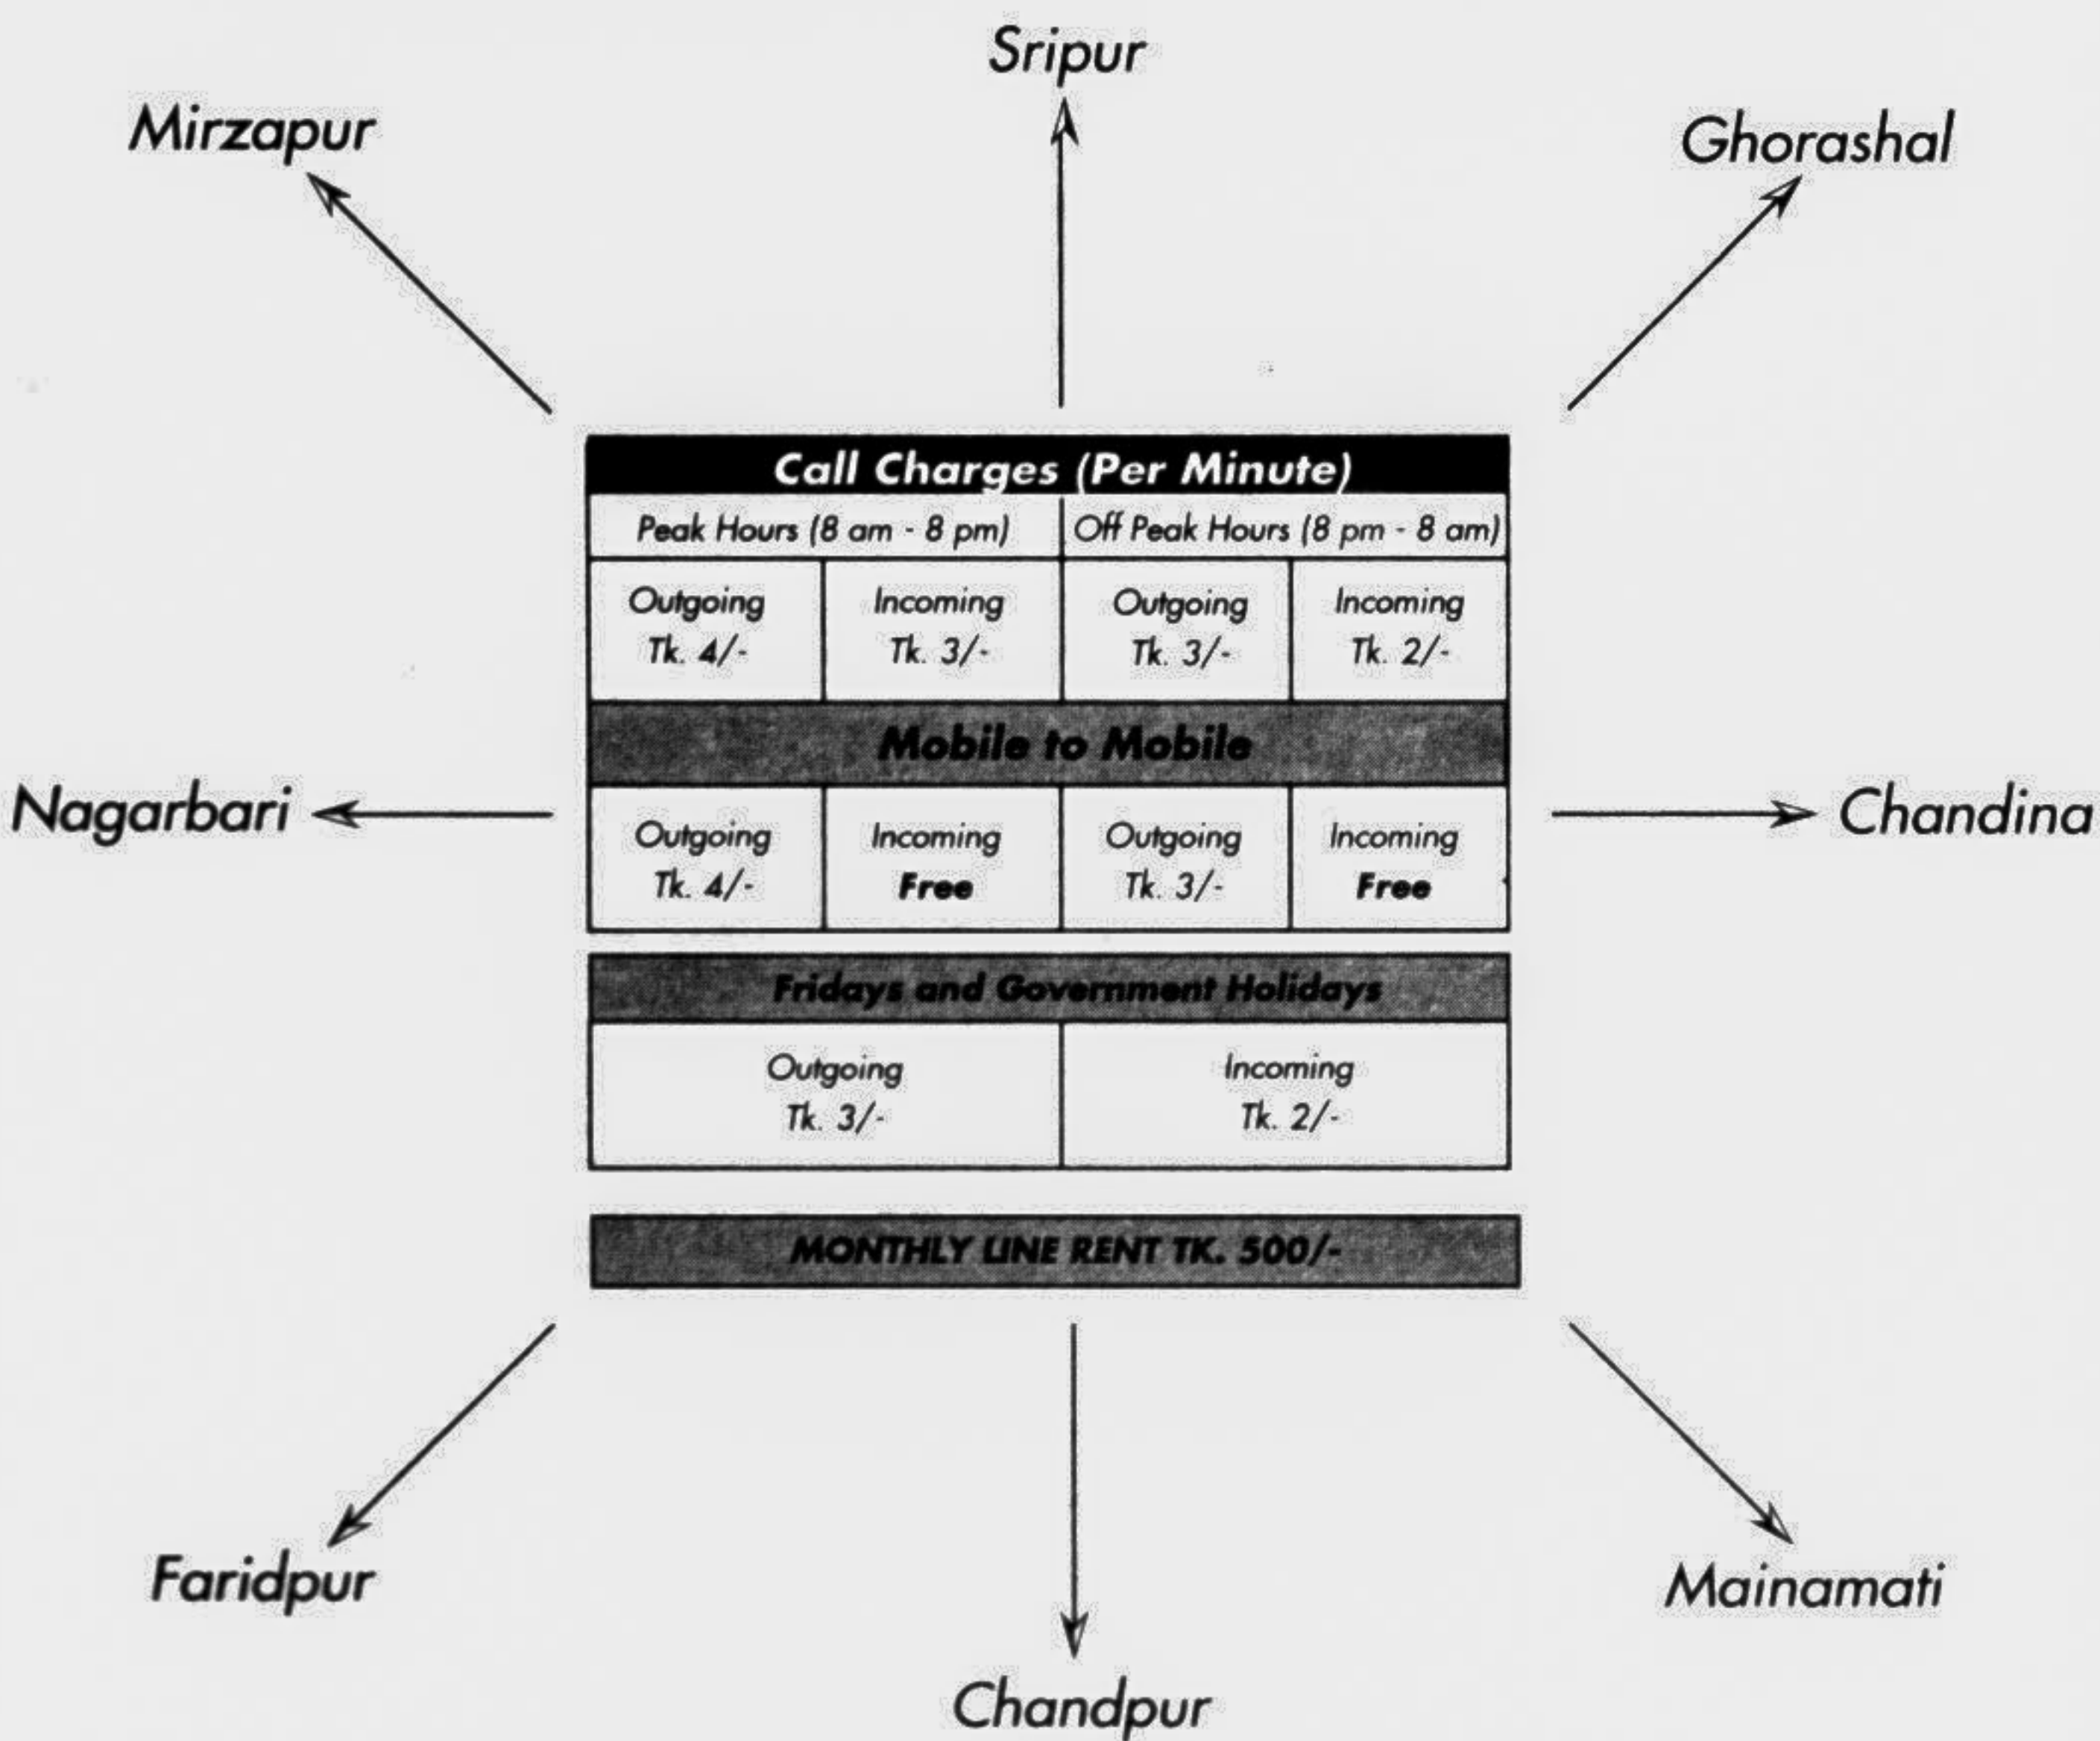 Sripur
Mirzapur
Ghorashal
Call Charges (Per Minute)
Peak Hours (8 am - 8 pm) Off Peak Hours (8 pm - 8 am)
Outgoing Incoming Outgoing Incoming
Tk. 4/- Tk. 3/- Tk. 3/- Tk. 2/-
Mobile to Mobile
Nagarbari
Chandina
Outgoing Incoming Outgoing Incoming
Tk. 4/- Free Tk. 3/- Free
Fridays and Government Holidays
Outgoing Incoming
Tk. 3/- Tk. 2/-
MONTHLY LINE RENT TK. 500/-
Faridpur
Mainamati
Chandpur